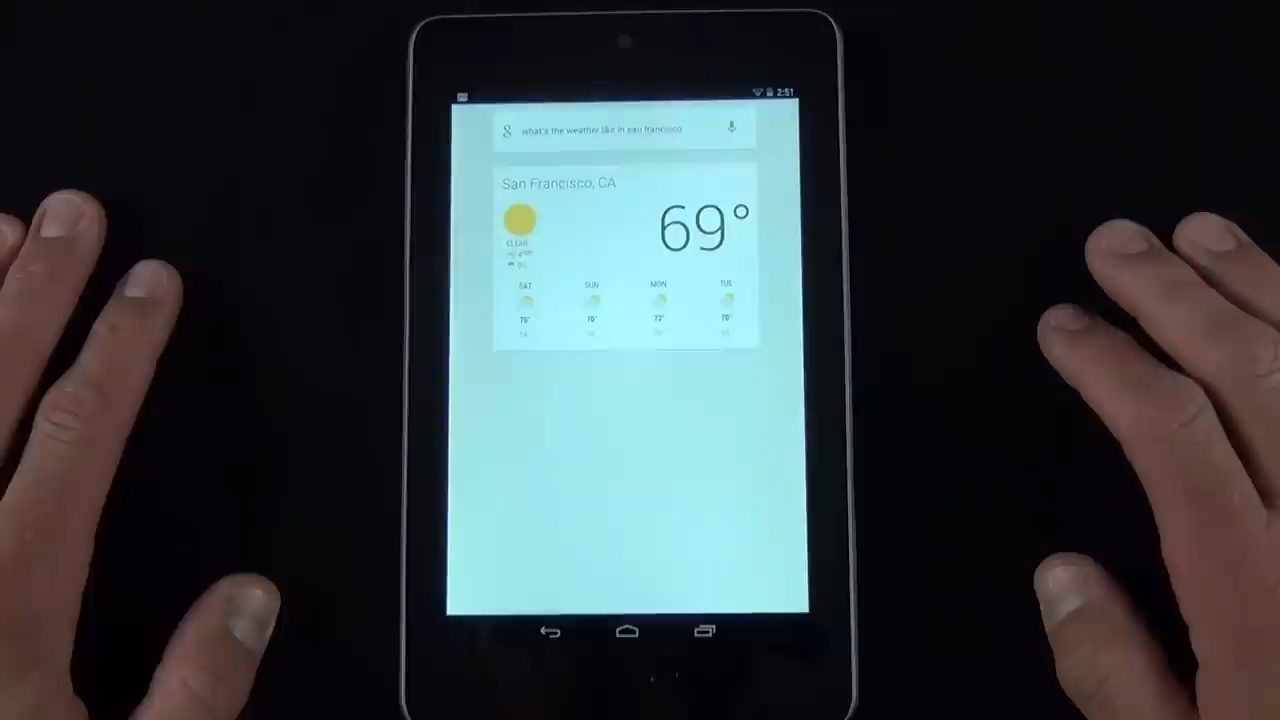 2:51
what's the weather like in san francisco
San Francisco, CA
69°
CLEAR
0%
SAT SUN MON TUE
70° 72° 70°